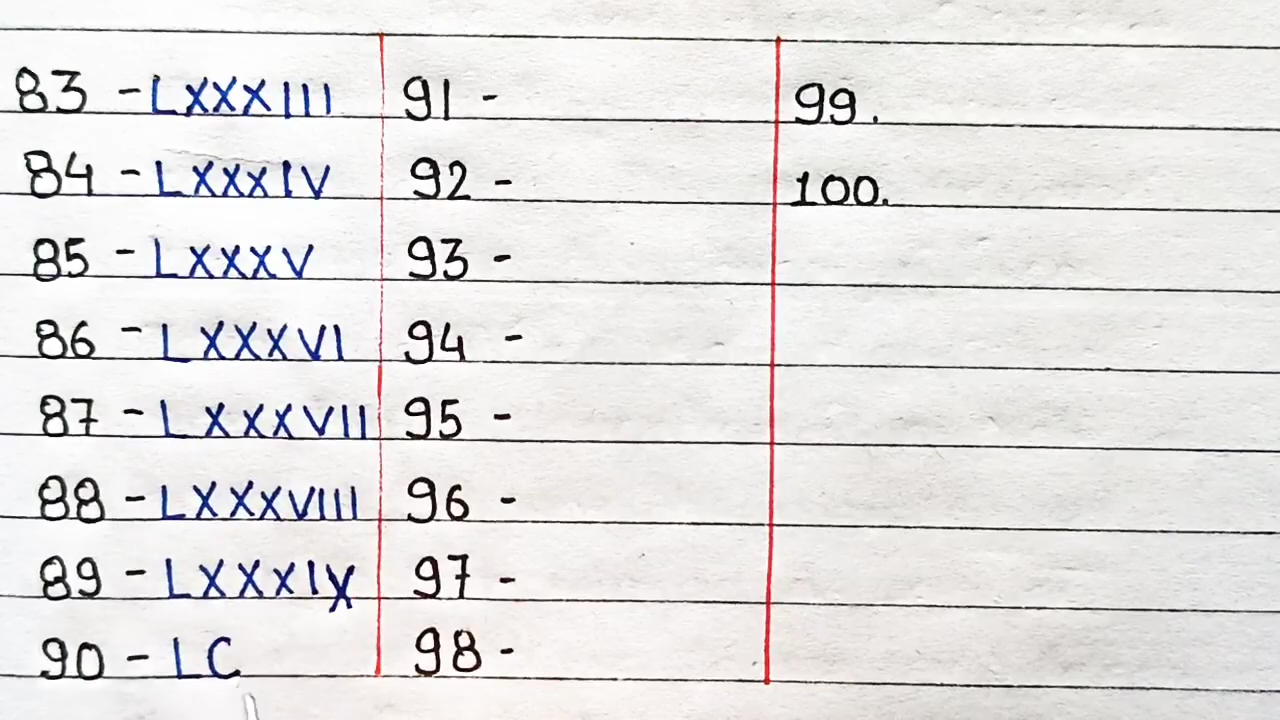 83 - LXXXIII
84 - LXXXIV
85 - LXXXV
86 - LXXXVI
87 - LXXXVII
88 - LXXXVIII
89 - LXXXIX
90 - LC
91 -
92 -
93 -
94 -
95 -
96 -
97 -
98 -
99.
100.